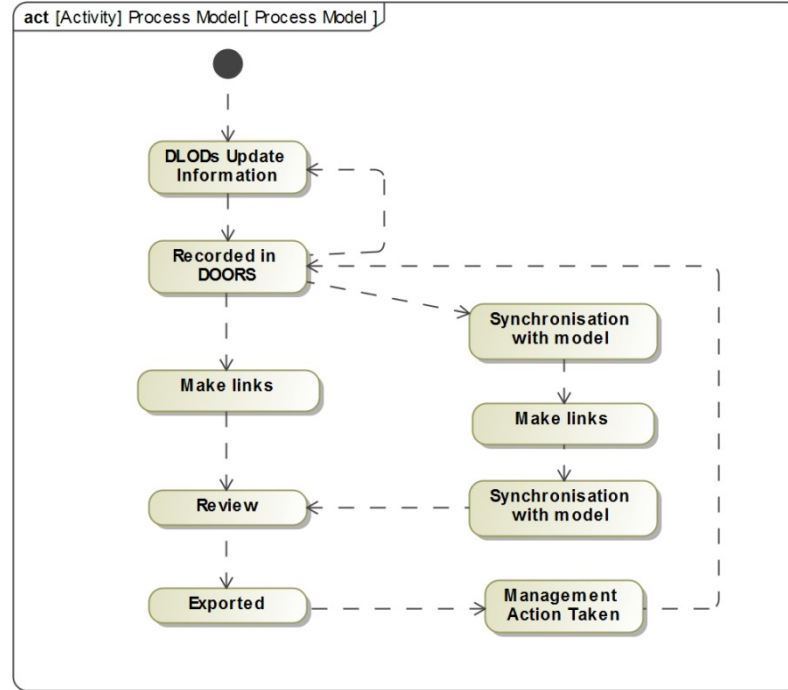 act [Activity] Process Model[ Process Model ]
DLODs Update
Information
Recorded in
DOORS
Synchronisation
with model
Make links
Make links
Synchronisation
with model
Review
Exported
Management
Action Taken